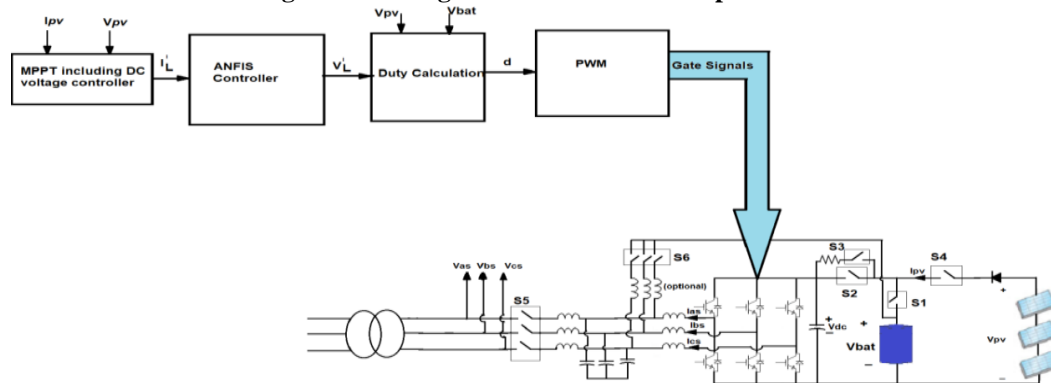 Ipv
Vpv
Vpv
Vbat
MPPT including DC
voltage controller
I'L
ANFIS
Controller
V'L
Duty Calculation
d
PWM
Gate Signals
Vas
Vbs
Vcs
S5
S6
(optional)
Ias
Ibs
Ics
S3
S2
S4
Ipv
S1
+
Vdc
−
+
Vbat
−
+
Vpv
−